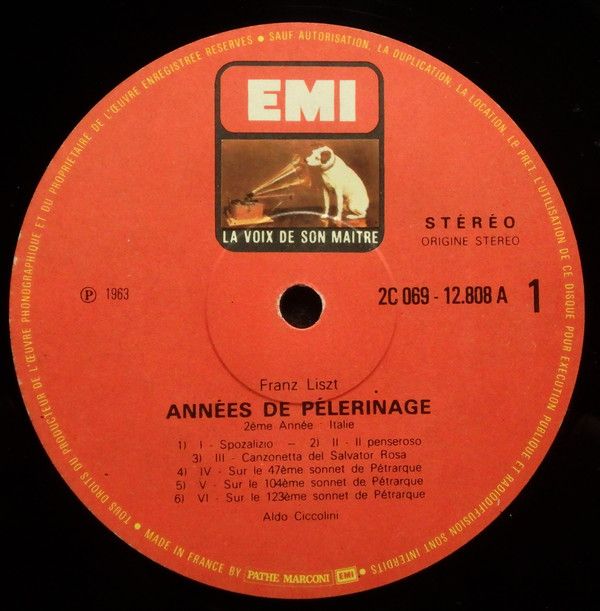 EMI
LA VOIX DE SON MAITRE
STÉRÉO
ORIGINE STEREO
℗ 1963
2C 069 - 12.808 A 1
Franz Liszt
ANNÉES DE PÉLERINAGE
2ème Année : Italie
1) I - Spozalizio – 2) II - Il penseroso
3) III - Canzonetta del Salvator Rosa
4) IV - Sur le 47ème sonnet de Pétrarque
5) V - Sur le 104ème sonnet de Pétrarque
6) VI - Sur le 123ème sonnet de Pétrarque
Aldo Ciccolini
TOUS DROITS DU PRODUCTEUR DE L'ŒUVRE PHONOGRAPHIQUE ET DU PROPRIETAIRE DE L'ŒUVRE ENREGISTREE RESERVES • SAUF AUTORISATION, LA DUPLICATION, LA LOCATION, LE PRET, L'UTILISATION DE CE DISQUE POUR EXECUTION PUBLIQUE ET RADIODIFFUSION SONT INTERDITS •
MADE IN FRANCE BY PATHE MARCONI EMI